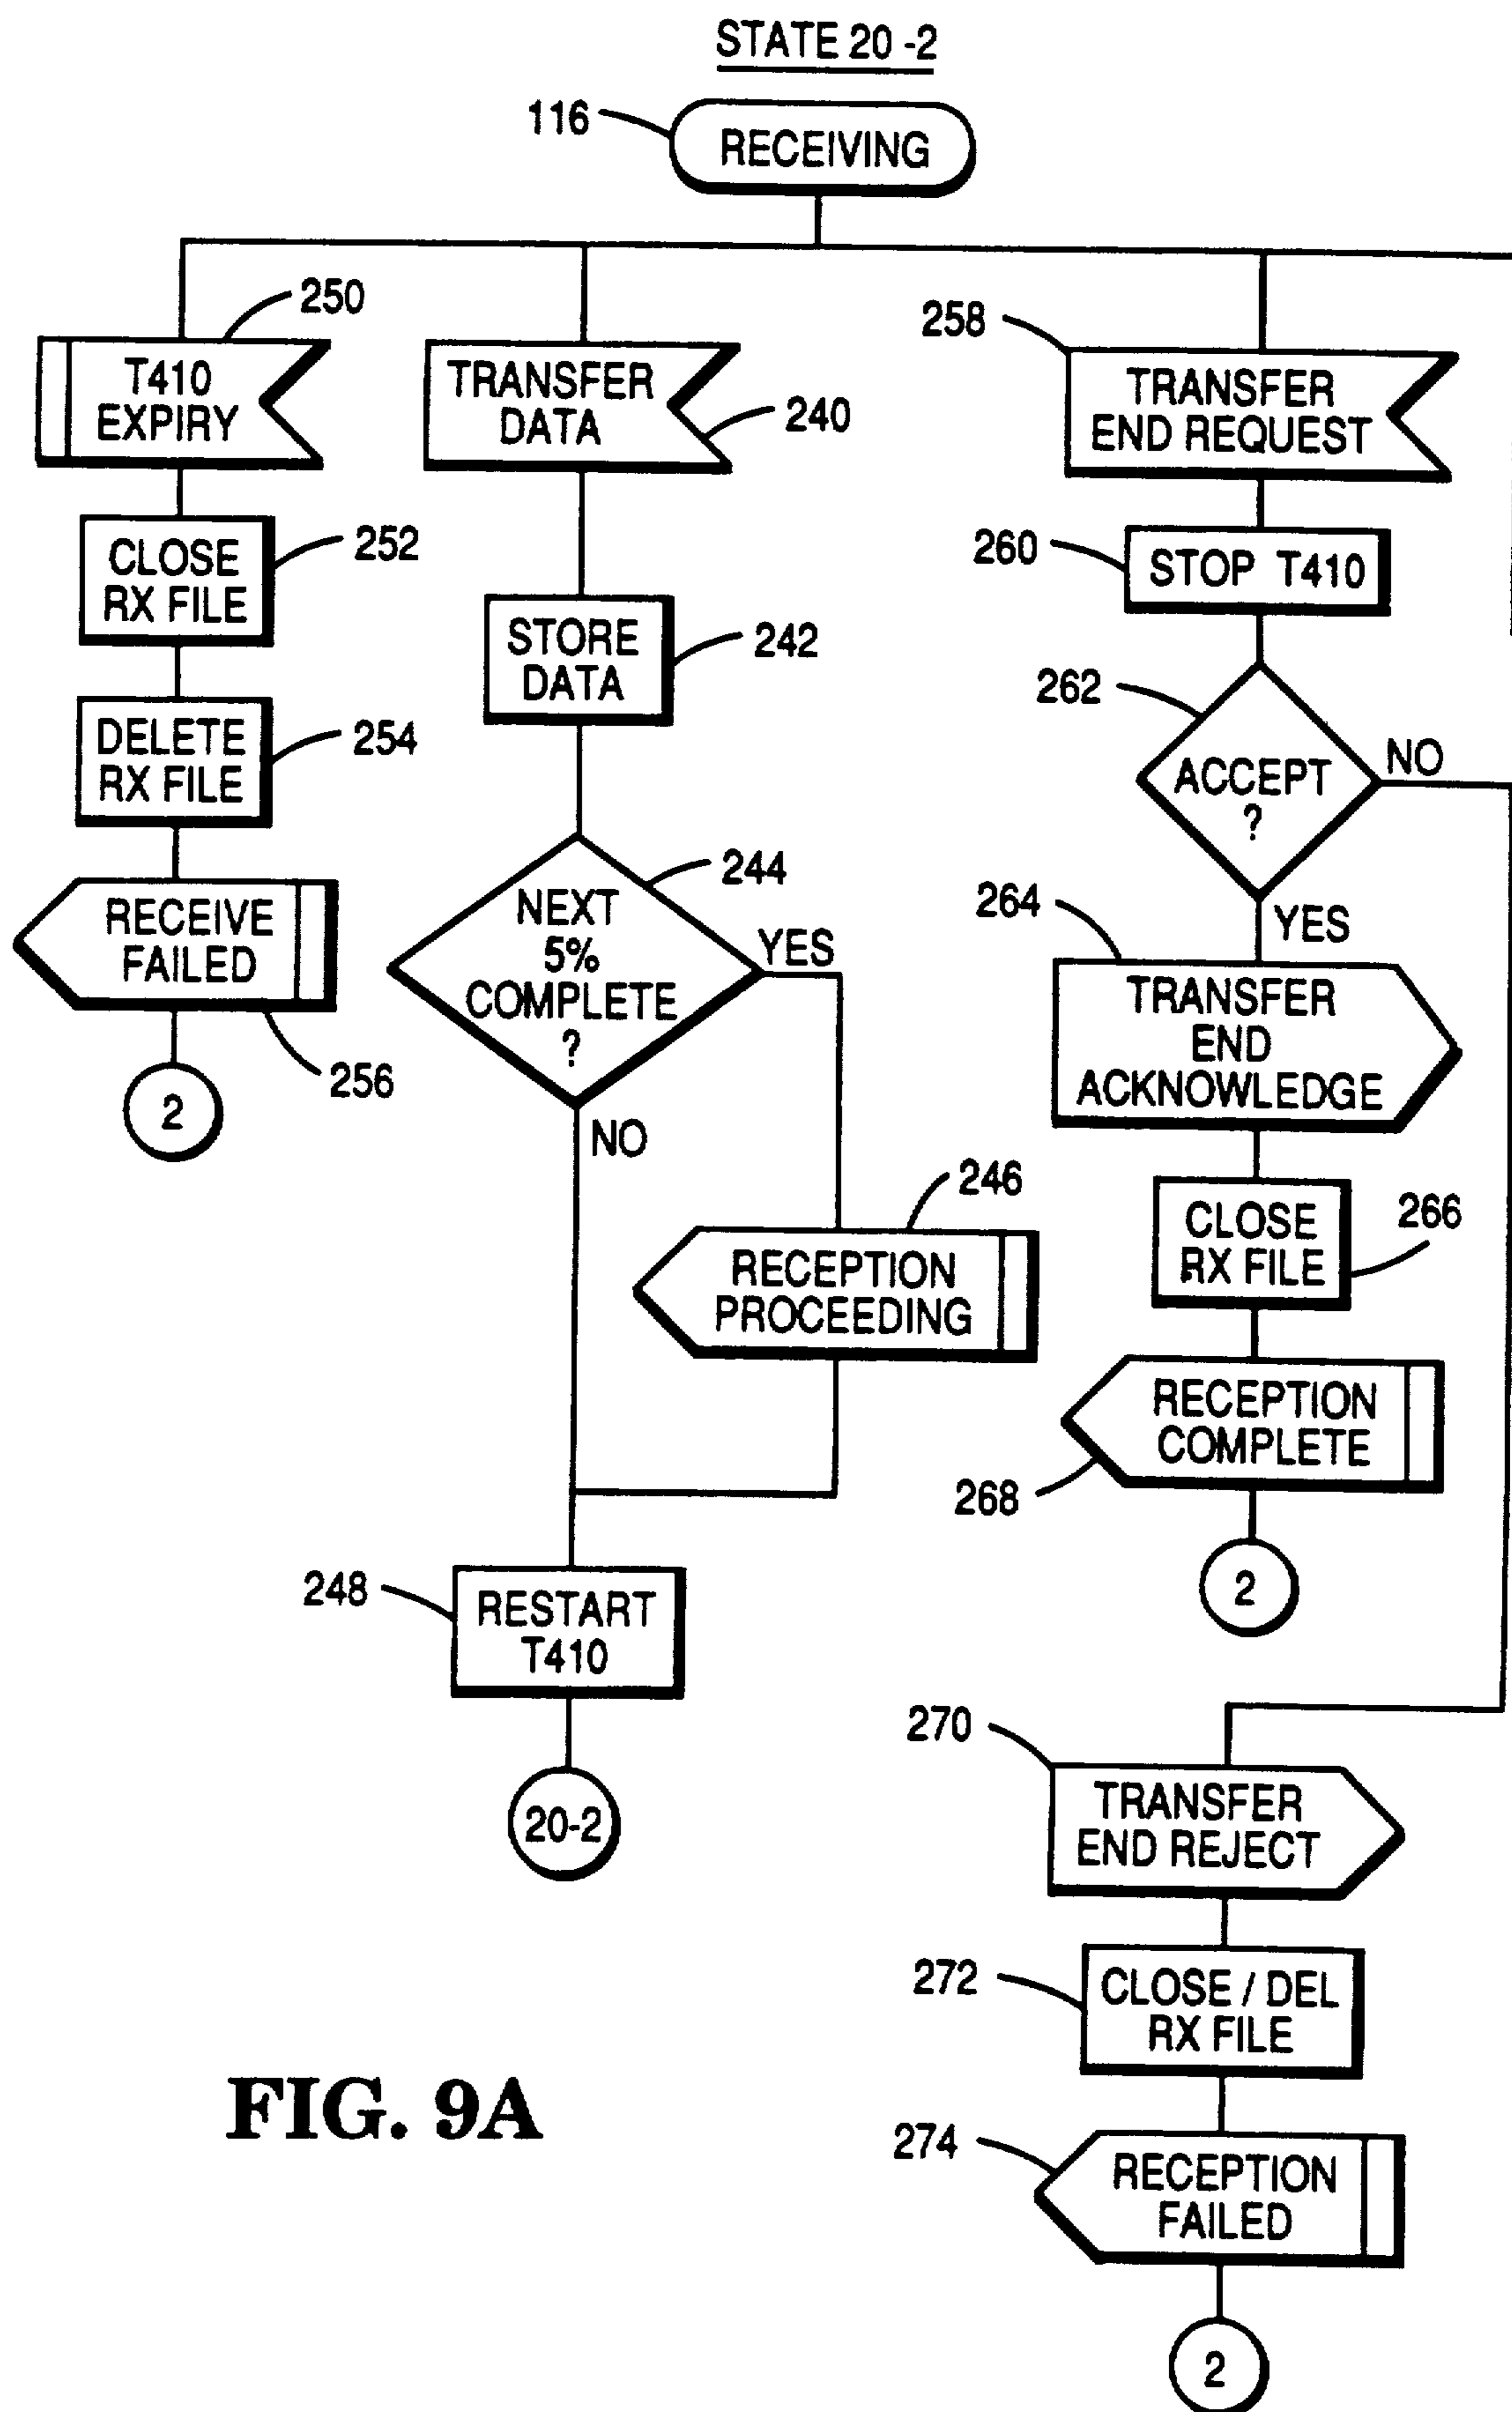 STATE 20-2
116
RECEIVING
250
T410
EXPIRY
252
CLOSE
RX FILE
254
DELETE
RX FILE
RECEIVE
FAILED
256
2
TRANSFER
DATA
240
STORE
DATA
242
244
NEXT
5%
COMPLETE
?
YES
NO
246
RECEPTION
PROCEEDING
248
RESTART
T410
20-2
258
TRANSFER
END REQUEST
260
STOP T410
262
ACCEPT
?
NO
YES
264
TRANSFER
END
ACKNOWLEDGE
CLOSE
RX FILE
266
RECEPTION
COMPLETE
268
2
270
TRANSFER
END REJECT
272
CLOSE / DEL
RX FILE
274
RECEPTION
FAILED
2
FIG. 9A